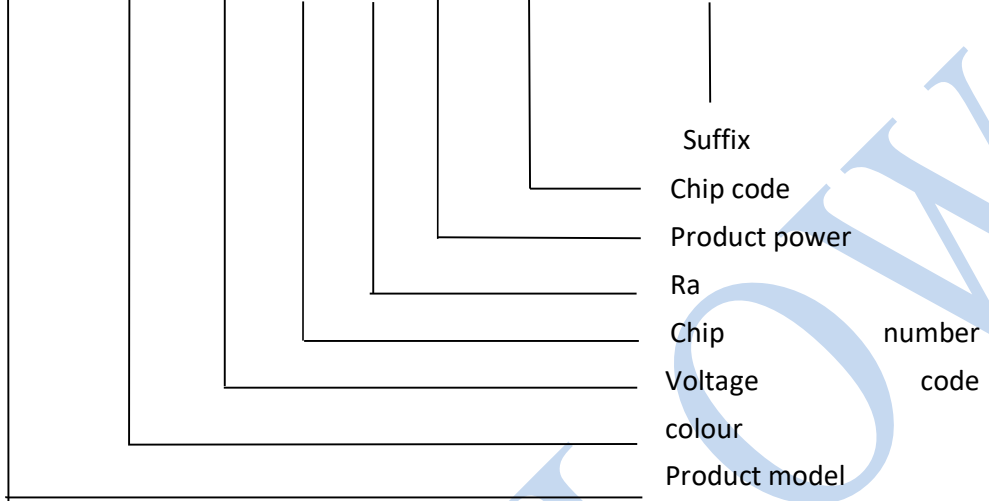 Suffix
Chip code
Product power
Ra
Chip number
Voltage code
colour
Product model